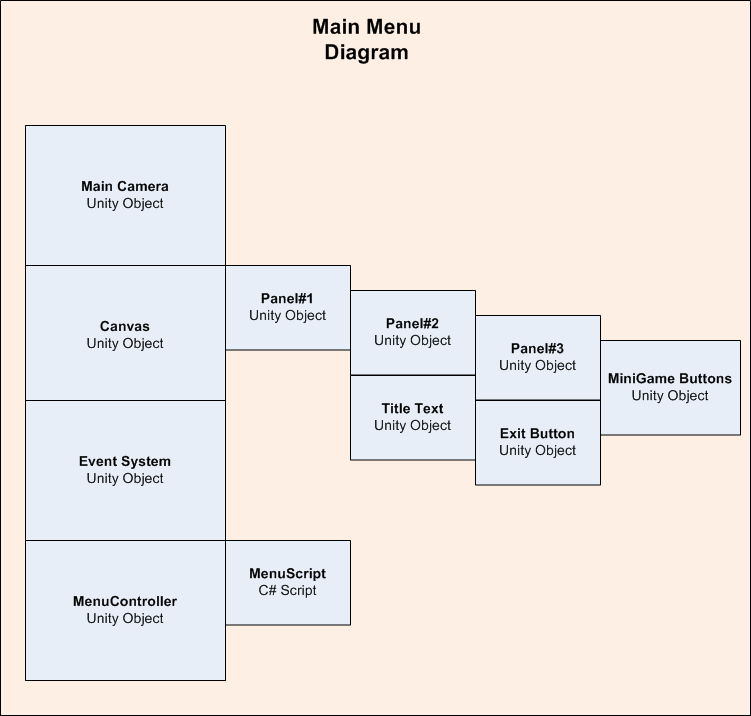 Main Menu
Diagram
Main Camera
Unity Object
Canvas
Unity Object
Panel#1
Unity Object
Panel#2
Unity Object
Panel#3
Unity Object
MiniGame Buttons
Unity Object
Title Text
Unity Object
Exit Button
Unity Object
Event System
Unity Object
MenuController
Unity Object
MenuScript
C# Script